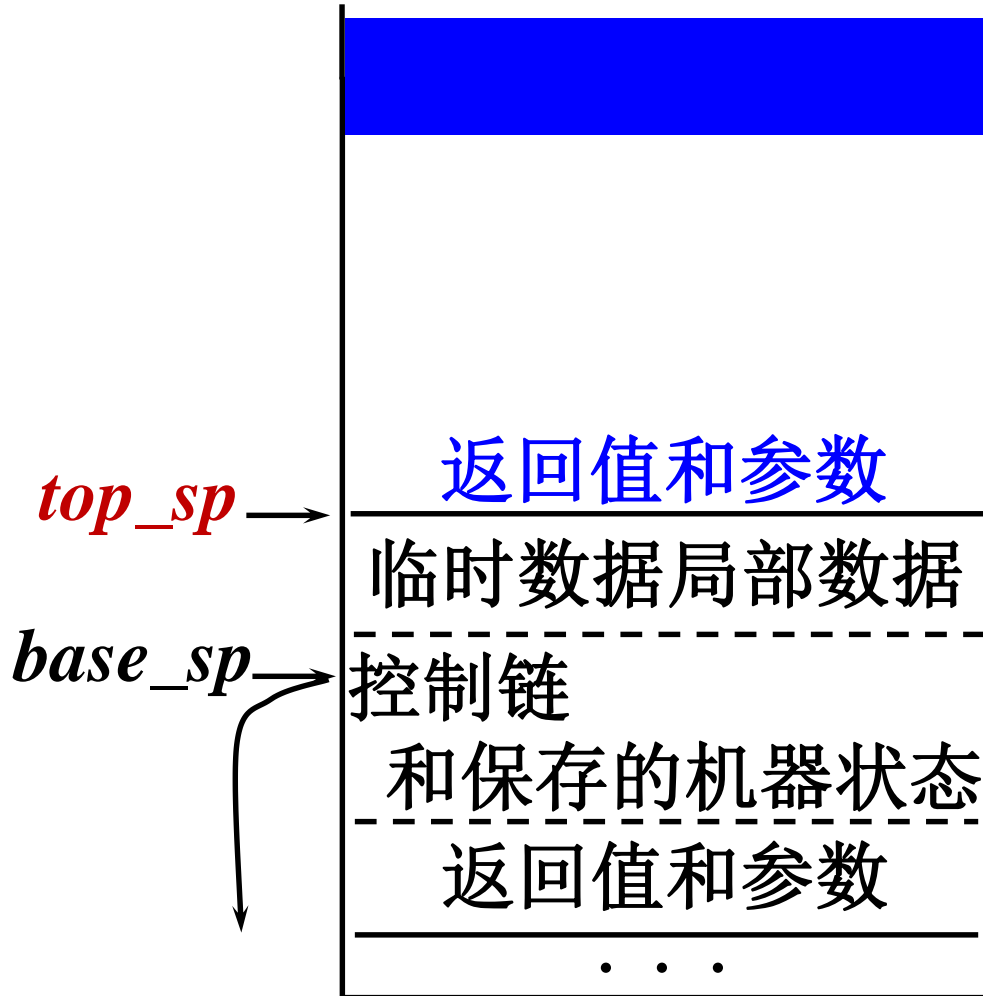 返回值和参数
top_sp
临时数据局部数据
base_sp
控制链
和保存的机器状态
返回值和参数
. . .